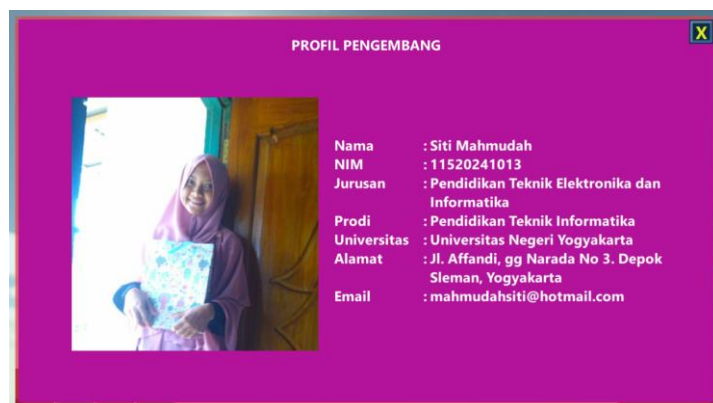 PROFIL PENGEMBANG
X
Nama : Siti Mahmudah
NIM : 11520241013
Jurusan : Pendidikan Teknik Elektronika dan
Informatika
Prodi : Pendidikan Teknik Informatika
Universitas : Universitas Negeri Yogyakarta
Alamat : Jl. Affandi, gg Narada No 3. Depok
Sleman, Yogyakarta
Email : mahmudahsiti@hotmail.com